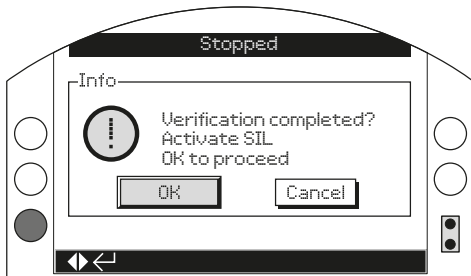 Stopped
Info
Verification completed?
Activate SIL
OK to proceed
OK Cancel